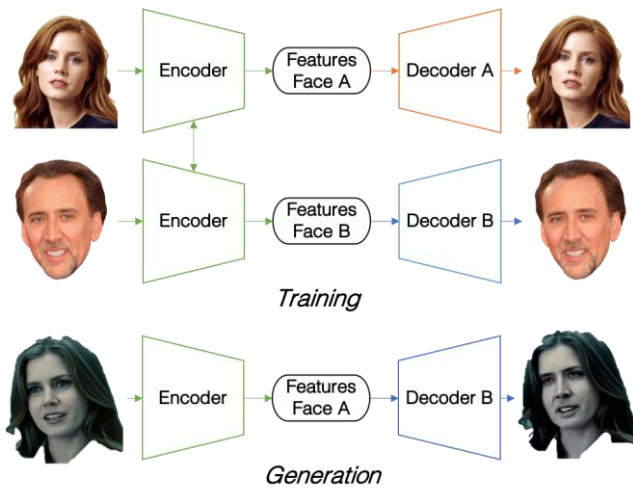 Encoder
Features
Face A
Decoder A
Encoder
Features
Face B
Decoder B
Training
Encoder
Features
Face A
Decoder B
Generation